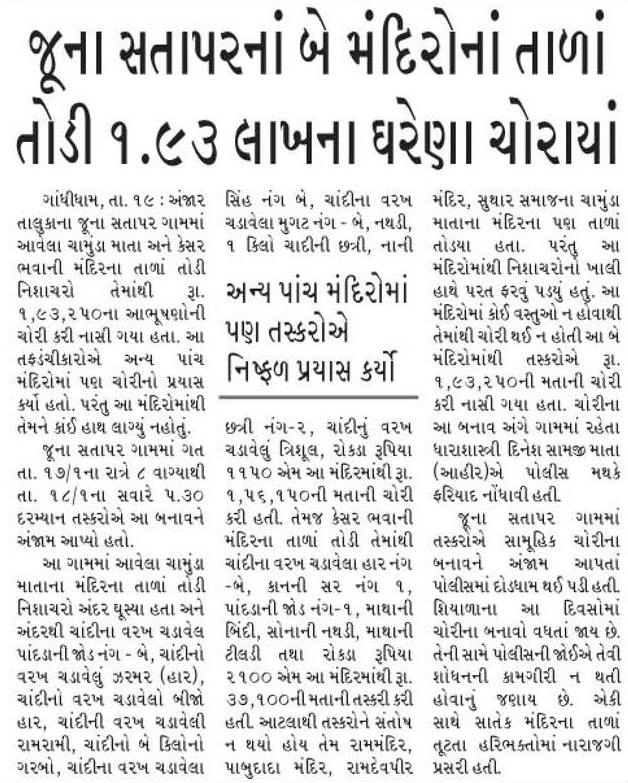 જૂના સતાપરનાં બે મંદિરોનાં તાળાં
તોડી ૧.૯૩ લાખના ઘરેણા ચોરાયાં
ગાંધીધામ, તા. ૧૯ : અંજાર
તાલુકાના જૂના સતાપર ગામમાં
આવેલા ચામુંડા માતા અને કેસર
ભવાની મંદિરના તાળાં તોડી
નિશાચરો તેમાંથી રૂા.
૧,૯૩,૨૫૦ના આભૂષણોની
ચોરી કરી નાસી ગયા હતા. આ
તફડંચીકારોએ અન્ય પાંચ
મંદિરોમાં પણ ચોરીનો પ્રયાસ
કર્યો હતો. પરંતુ આ મંદિરોમાંથી
તેમને કાંઈ હાથ લાગ્યું નહોતું.
જૂના સતાપર ગામમાં ગત
તા. ૧૭/૧ના રાત્રે ૮ વાગ્યાથી
તા. ૧૮/૧ના સવારે ૫.૩૦
દરમ્યાન તસ્કરોએ આ બનાવને
અંજામ આપ્યો હતો.
આ ગામમાં આવેલા ચામુંડા
માતાના મંદિરના તાળાં તોડી
નિશાચરો અંદર ઘૂસ્યા હતા અને
અંદરથી ચાંદીના વરખ ચડાવેલ
પાંદડાની જોડ નંગ - બે, ચાંદીનો
વરખ ચડાવેલું ઝરમર (હાર),
ચાંદીનો વરખ ચડાવેલો બીજો
હાર, ચાંદીની વરખ ચડાવેલી
રામરામી, ચાંદીનો બે કિલોનો
ગરબો, ચાંદીના વરખ ચડાવેલા
સિંહ નંગ બે, ચાંદીના વરખ
ચડાવેલા મુગટ નંગ - બે, નથડી,
૧ કિલો ચાદીની છત્રી, નાની
અન્ય પાંચ મંદિરોમાં
પણ તસ્કરોએ
નિષ્ફળ પ્રયાસ કર્યો
છત્રી નંગ-૨, ચાંદીનું વરખ
ચડાવેલું ત્રિશૂલ, રોકડા રૂપિયા
૧૧૫૦ એમ આ મંદિરમાંથી રૂા.
૧,૫૬,૧૫૦ની મતાની ચોરી
કરી હતી. તેમજ કેસર ભવાની
મંદિરના તાળાં તોડી તેમાંથી
ચાંદીના વરખ ચડાવેલા હાર નંગ
-બે, કાનની સર નંગ ૧,
પાંદડાની જોડ નંગ-૧, માથાની
બિંદી, સોનાની નથડી, માથાની
ટીલડી તથા રોકડા રૂપિયા
૨૧૦૦ એમ આ મંદિરમાંથી રૂા.
૩૭,૧૦૦ની મતાની તસ્કરી કરી
હતી. આટલાથી તસ્કરોને સંતોષ
ન થયો હોય તેમ રામમંદિર,
પાબુદાદા મંદિર, રામદેવપીર
મંદિર, સુથાર સમાજના ચામુંડા
માતાના મંદિરના પણ તાળાં
તોડયા હતા. પરંતુ આ
મંદિરોમાંથી નિશાચરોનો ખાલી
હાથે પરત ફરવું પડયું હતું. આ
મંદિરોમાં કોઈ વસ્તુઓ ન હોવાથી
તેમાંથી ચોરી થઈ ન હોતી આ બે
મંદિરોમાંથી તસ્કરોએ રૂા.
૧,૯૩,૨૫૦ની મતાની ચોરી
કરી નાસી ગયા હતા. ચોરીના
આ બનાવ અંગે ગામમાં રહેતા
ધારાશાસ્ત્રી દિનેશ સામજી માતા
(આહીર)એ પોલીસ મથકે
ફરિયાદ નોંધાવી હતી.
જૂના સતાપર ગામમાં
તસ્કરોએ સામૂહિક ચોરીના
બનાવને અંજામ આપતાં
પોલીસમાં દોડધામ થઈ પડી હતી.
શિયાળાના આ દિવસોમાં
ચોરીના બનાવો વધતાં જાય છે.
તેની સામે પોલીસની જોઈએ તેવી
શોધનની કામગીરી ન થતી
હોવાનું જણાય છે. એકી
સાથે સાતેક મંદિરના તાળાં
તૂટતા હરિભક્તોમાં નારાજગી
પ્રસરી હતી.